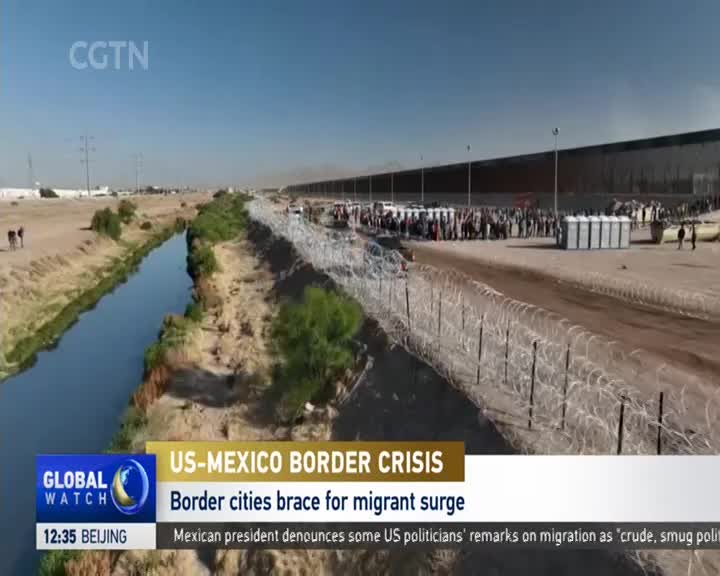 CGTN
US-MEXICO BORDER CRISIS
GLOBAL
WATCH
Border cities brace for migrant surge
12:35 BEIJING
Mexican president denounces some US politicians' remarks on migration as "crude, smug poli